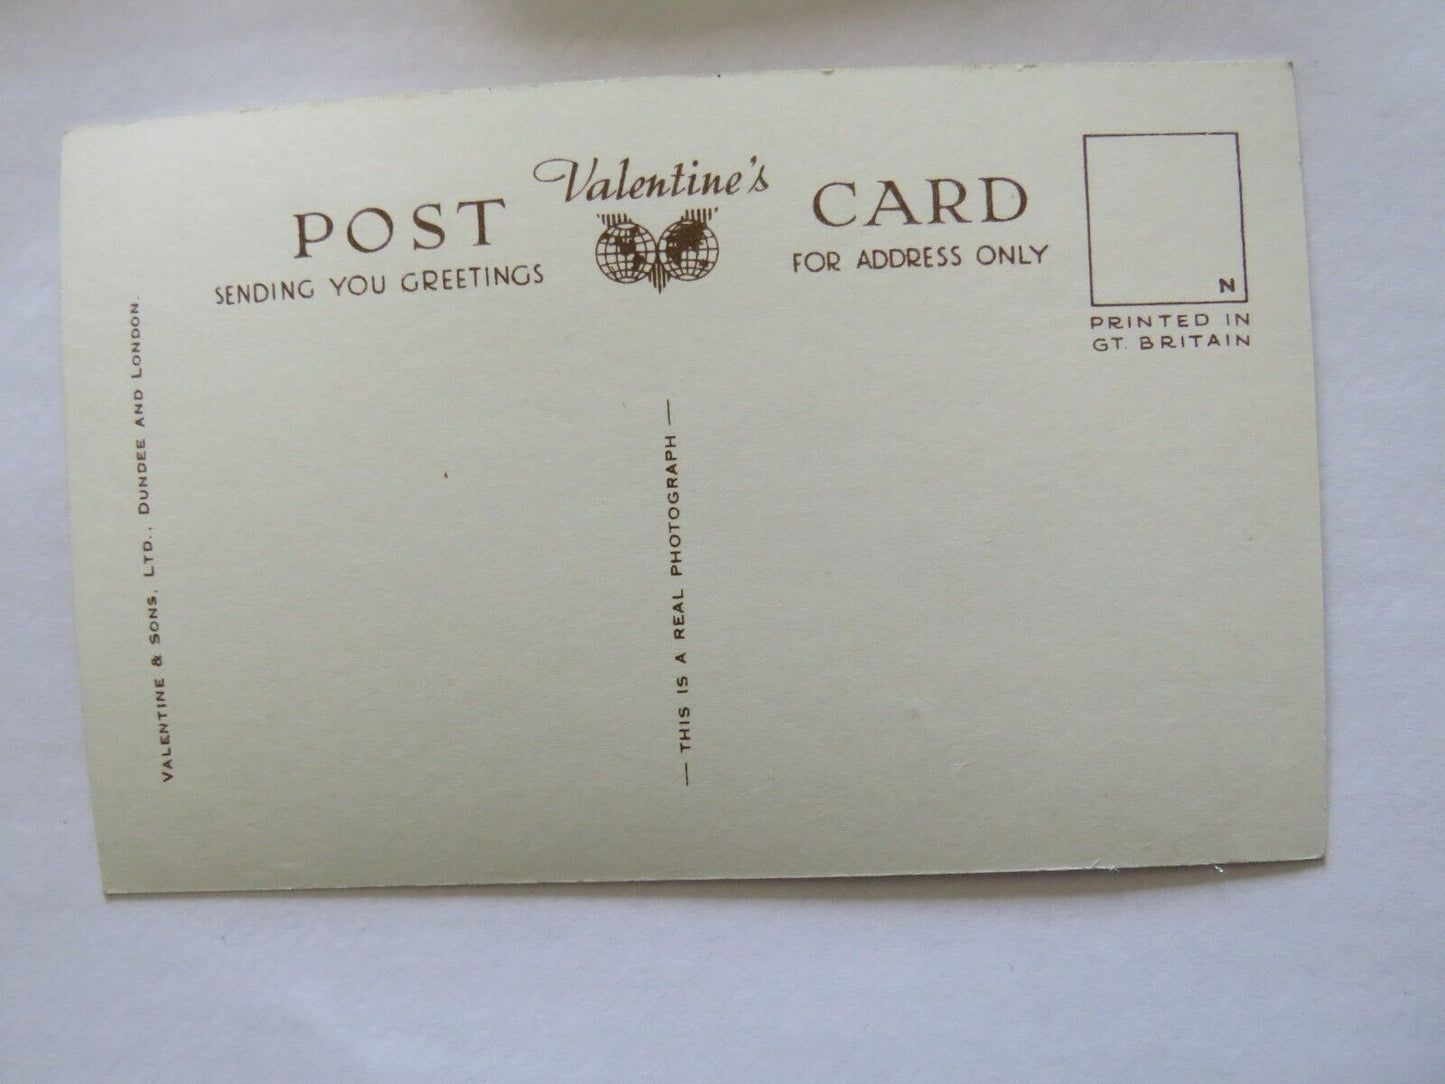 Valentine's
POST CARD
SENDING YOU GREETINGS
FOR ADDRESS ONLY
N
PRINTED IN
GT. BRITAIN
VALENTINE & SONS, LTD., DUNDEE AND LONDON.
— THIS IS A REAL PHOTOGRAPH —